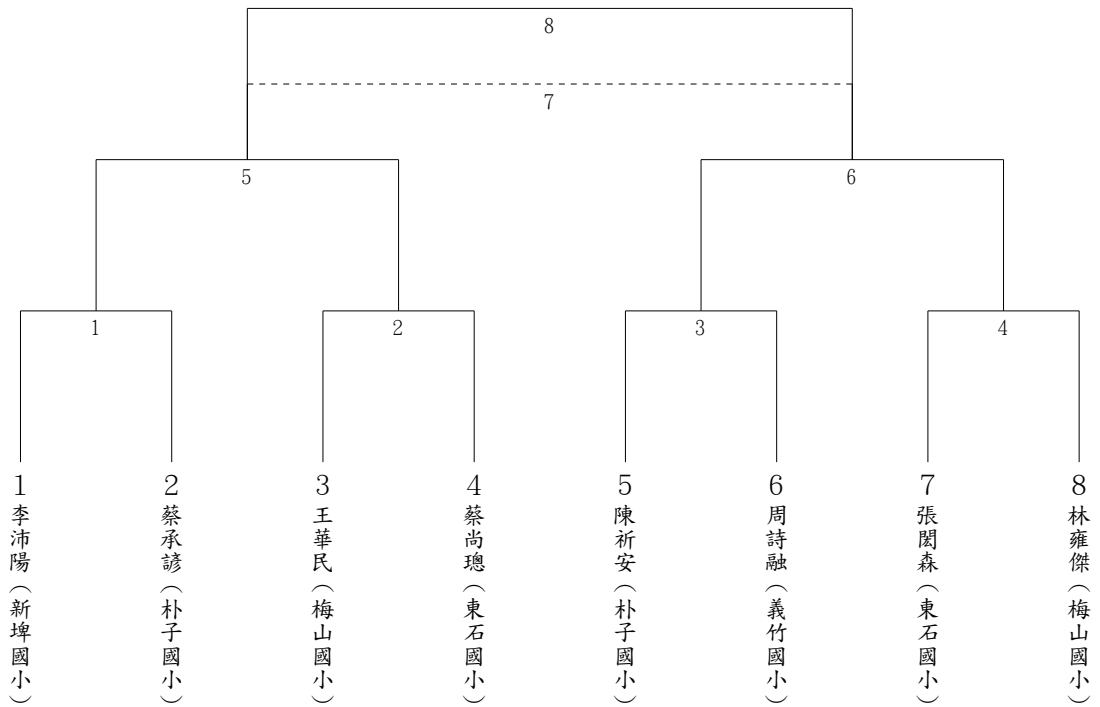 8
7
5
6
1
2
3
4
1
李沛陽（新埤國小）
2
蔡承諺（朴子國小）
3
王華民（梅山國小）
4
蔡尚璁（東石國小）
5
陳祈安（朴子國小）
6
周詩融（義竹國小）
7
張閎森（東石國小）
8
林雍傑（梅山國小）